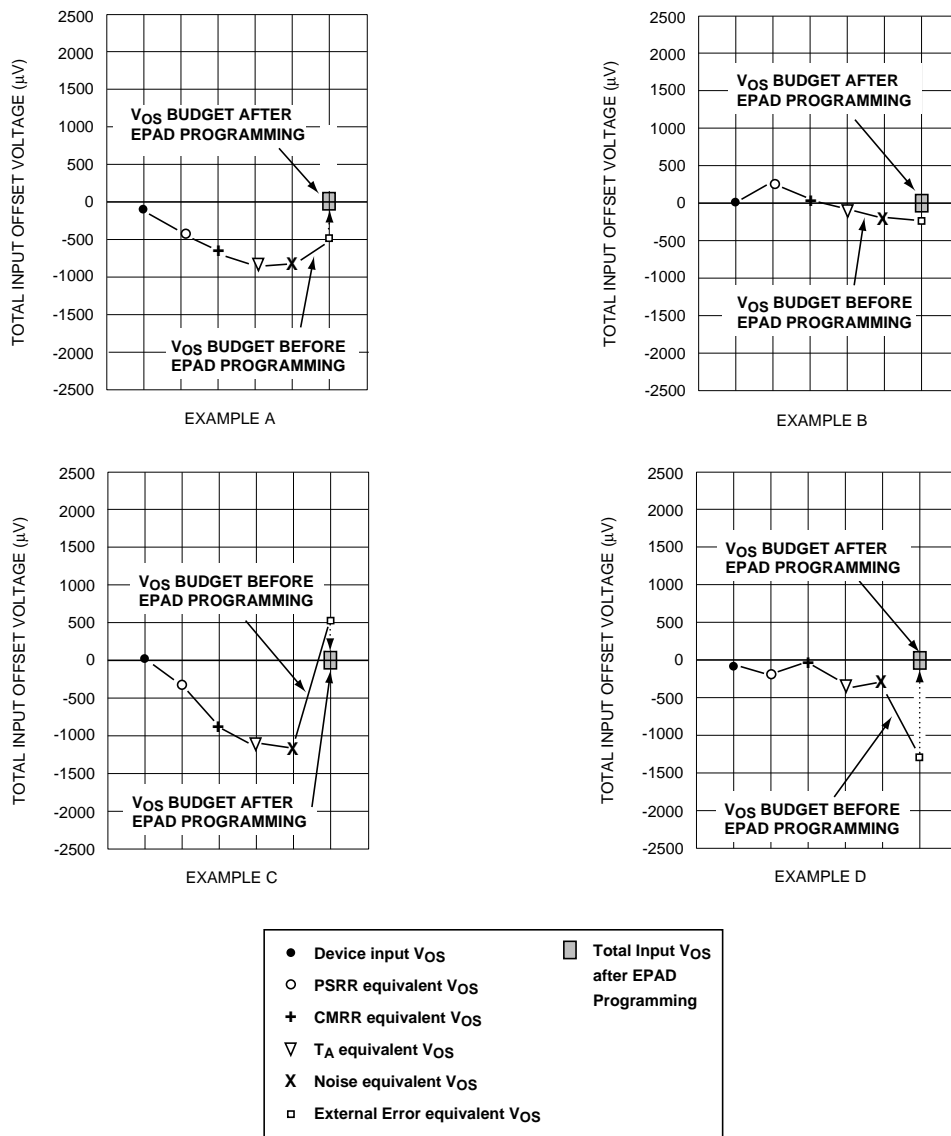 TOTAL INPUT OFFSET VOLTAGE (µV)
2500
2000
1500
1000
500
0
-500
-1000
-1500
-2000
-2500
VOS BUDGET AFTER
EPAD PROGRAMMING
VOS BUDGET BEFORE
EPAD PROGRAMMING
EXAMPLE A
TOTAL INPUT OFFSET VOLTAGE (µV)
2500
2000
1500
1000
500
0
-500
-1000
-1500
-2000
-2500
VOS BUDGET AFTER
EPAD PROGRAMMING
VOS BUDGET BEFORE
EPAD PROGRAMMING
EXAMPLE B
TOTAL INPUT OFFSET VOLTAGE (µV)
2500
2000
1500
1000
500
0
-500
-1000
-1500
-2000
-2500
VOS BUDGET BEFORE
EPAD PROGRAMMING
VOS BUDGET AFTER
EPAD PROGRAMMING
EXAMPLE C
TOTAL INPUT OFFSET VOLTAGE (µV)
2500
2000
1500
1000
500
0
-500
-1000
-1500
-2000
-2500
VOS BUDGET AFTER
EPAD PROGRAMMING
VOS BUDGET BEFORE
EPAD PROGRAMMING
EXAMPLE D
Device input VOS
PSRR equivalent VOS
CMRR equivalent VOS
TA equivalent VOS
Noise equivalent VOS
External Error equivalent VOS
Total Input VOS
after EPAD
Programming